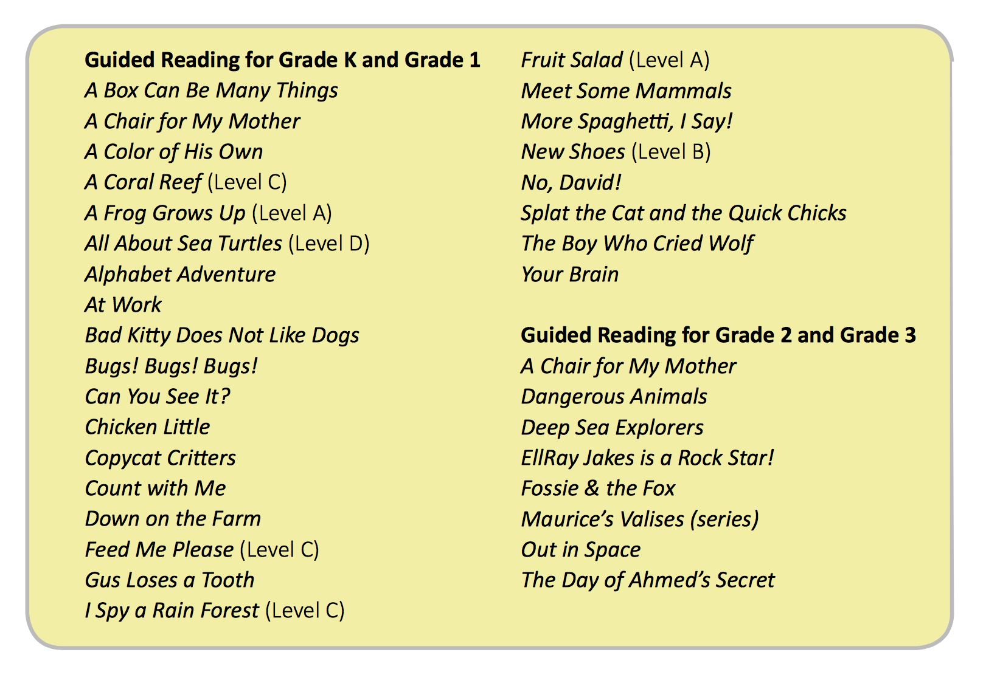 Guided Reading for Grade K and Grade 1
A Box Can Be Many Things
A Chair for My Mother
A Color of His Own
A Coral Reef (Level C)
A Frog Grows Up (Level A)
All About Sea Turtles (Level D)
Alphabet Adventure
At Work
Bad Kitty Does Not Like Dogs
Bugs! Bugs! Bugs!
Can You See It?
Chicken Little
Copycat Critters
Count with Me
Down on the Farm
Feed Me Please (Level C)
Gus Loses a Tooth
I Spy a Rain Forest (Level C)
Fruit Salad (Level A)
Meet Some Mammals
More Spaghetti, I Say!
New Shoes (Level B)
No, David!
Splat the Cat and the Quick Chicks
The Boy Who Cried Wolf
Your Brain
Guided Reading for Grade 2 and Grade 3
A Chair for My Mother
Dangerous Animals
Deep Sea Explorers
EllRay Jakes is a Rock Star!
Fossie & the Fox
Maurice’s Valises (series)
Out in Space
The Day of Ahmed’s Secret